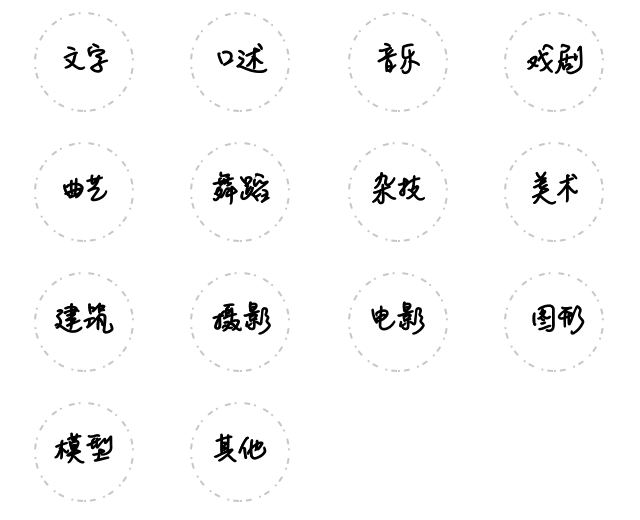 文字 口述 音乐 戏剧
曲艺 舞蹈 杂技 美术
建筑 摄影 电影 图形
模型 其他